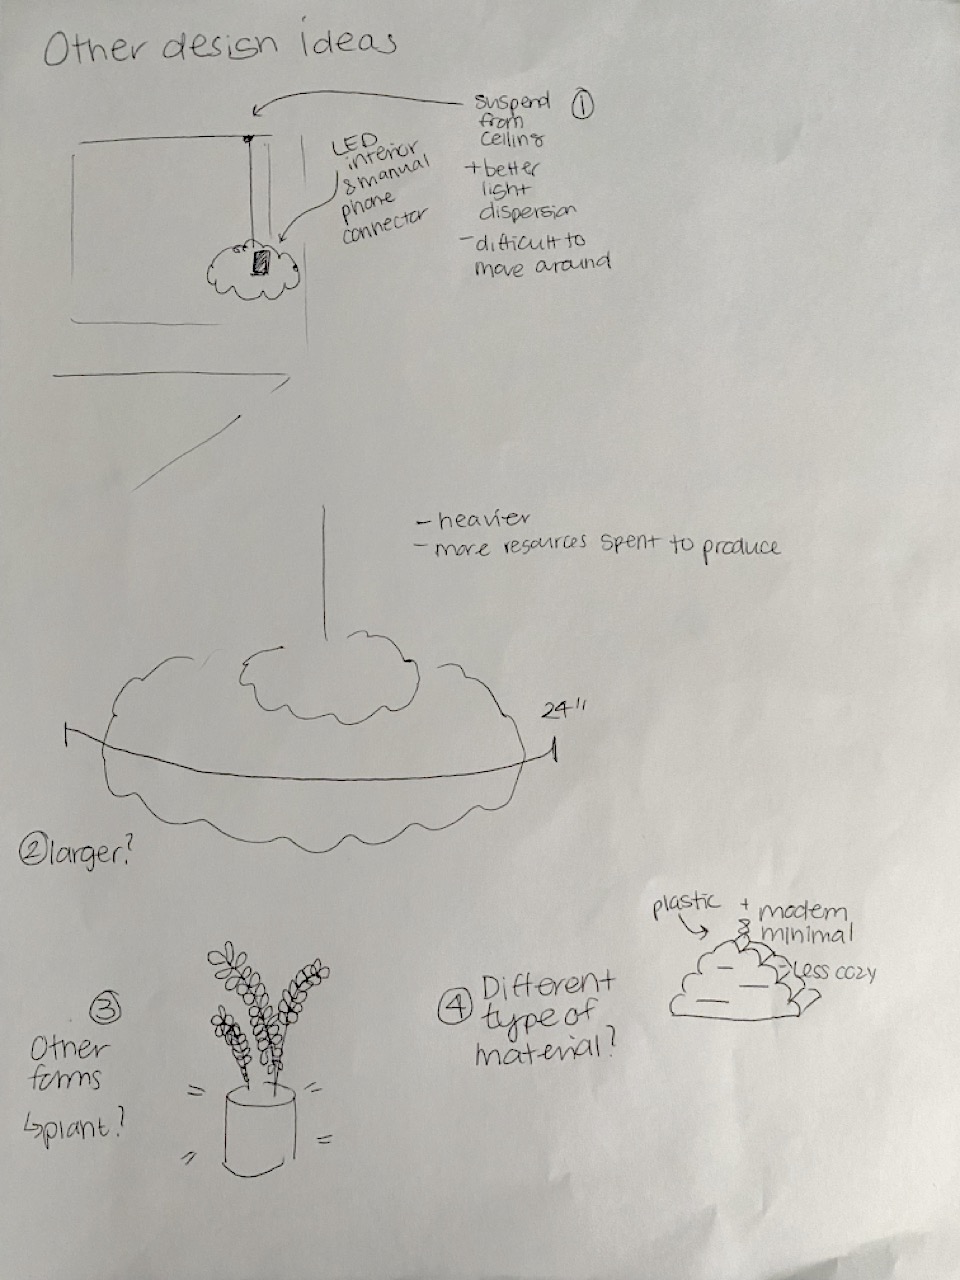 Other design ideas
suspend ①
from
ceiling
+ better
light
dispersion
- difficult to
move around
LED
interior
& manual
phone
connector
- heavier
- more resources spent to produce
24"
② larger?
③
Other
forms
↳ plant?
④ Different
type of
material?
plastic
+ modern
minimal
- Less cozy